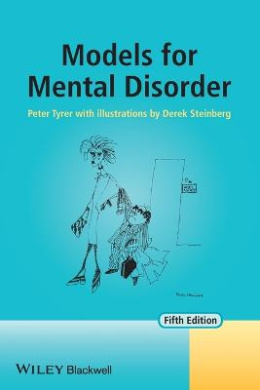 Models for
Mental Disorder
Peter Tyrer with illustrations by Derek Steinberg
Fifth Edition
WILEY Blackwell